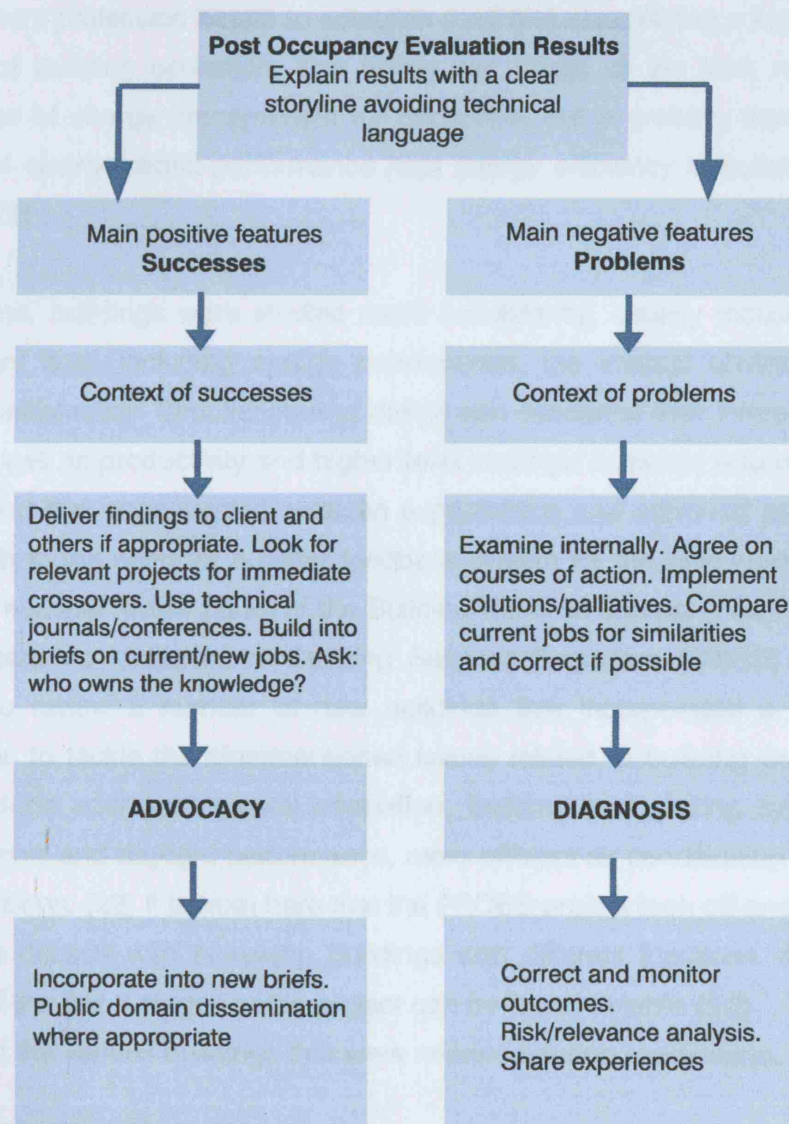 Post Occupancy Evaluation Results
Explain results with a clear
storyline avoiding technical
language
Main positive features
Successes
Main negative features
Problems
Context of successes
Context of problems
Deliver findings to client and
others if appropriate. Look for
relevant projects for immediate
crossovers. Use technical
journals/conferences. Build into
briefs on current/new jobs. Ask:
who owns the knowledge?
Examine internally. Agree on
courses of action. Implement
solutions/palliatives. Compare
current jobs for similarities
and correct if possible
ADVOCACY
DIAGNOSIS
Incorporate into new briefs.
Public domain dissemination
where appropriate
Correct and monitor
outcomes.
Risk/relevance analysis.
Share experiences